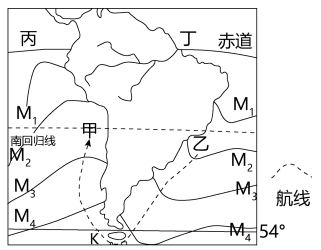 丙 丁 赤道
M₁ M₁
甲
南回归线
乙
M₂ M₂
M₃ M₃
航线
M₄ M₄ 54°
K